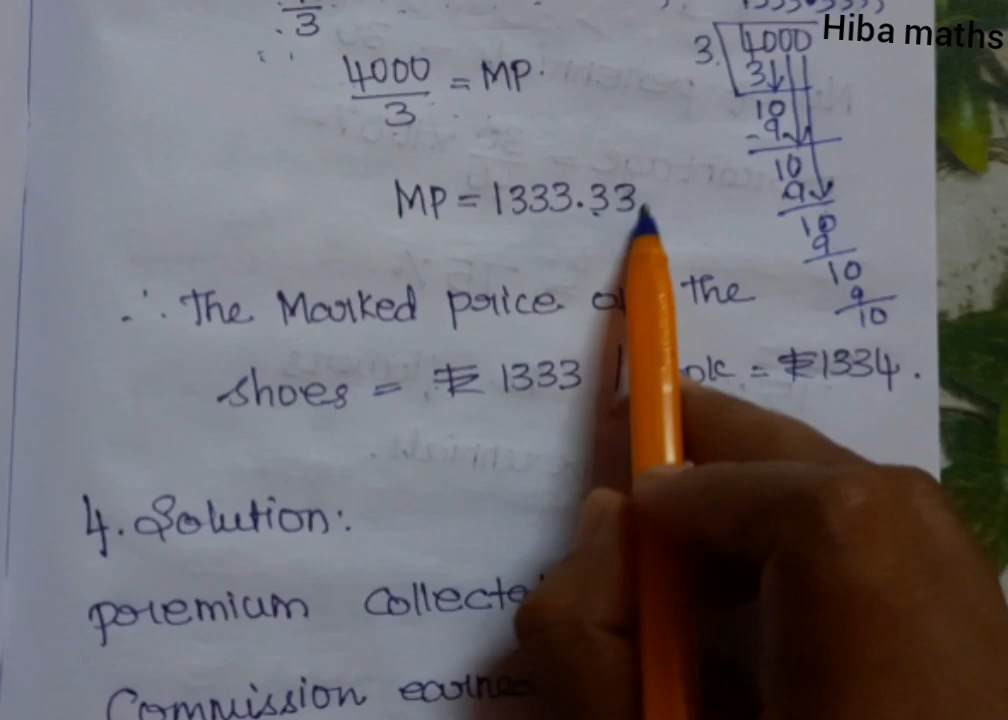 Hiba maths
3
4000
3
= MP.
MP = 1333.33
∴ The Marked price the
shoes = ₹ 1333 = ₹1334.
4. Solution:
premium
Commission
3 4000
3
10
- 9
10
9
10
9
10
9
10